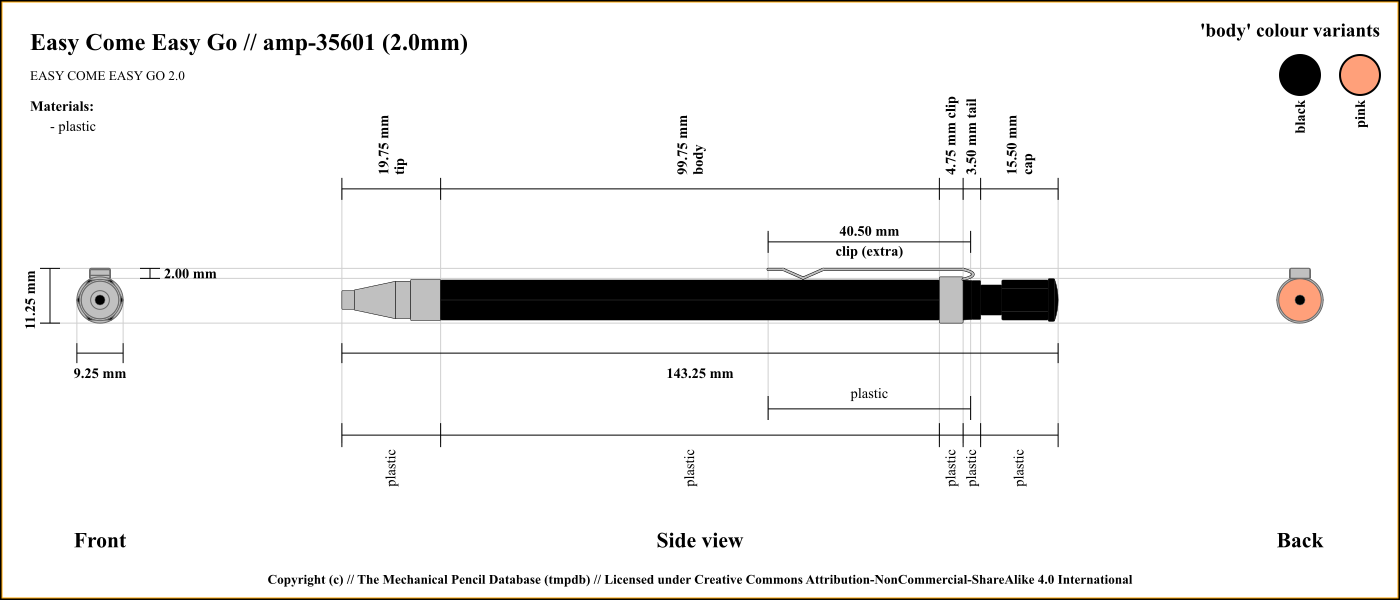 Easy Come Easy Go // amp-35601 (2.0mm)
EASY COME EASY GO 2.0
Materials:
- plastic
'body' colour variants
black
pink
19.75 mm
tip
99.75 mm
body
4.75 mm clip
3.50 mm tail
15.50 mm
cap
40.50 mm
clip (extra)
2.00 mm
11.25 mm
9.25 mm
143.25 mm
plastic
plastic
plastic
plastic
plastic
plastic
Front
Side view
Back
Copyright (c) // The Mechanical Pencil Database (tmpdb) // Licensed under Creative Commons Attribution-NonCommercial-ShareAlike 4.0 International